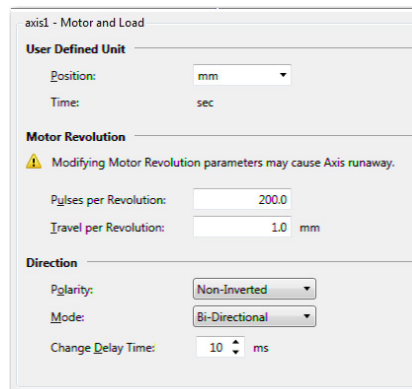 axis1 - Motor and Load
User Defined Unit
Position: mm
Time: sec
Motor Revolution
Modifying Motor Revolution parameters may cause Axis runaway.
Pulses per Revolution: 200.0
Travel per Revolution: 1.0 mm
Direction
Polarity: Non-Inverted
Mode: Bi-Directional
Change Delay Time: 10 ms